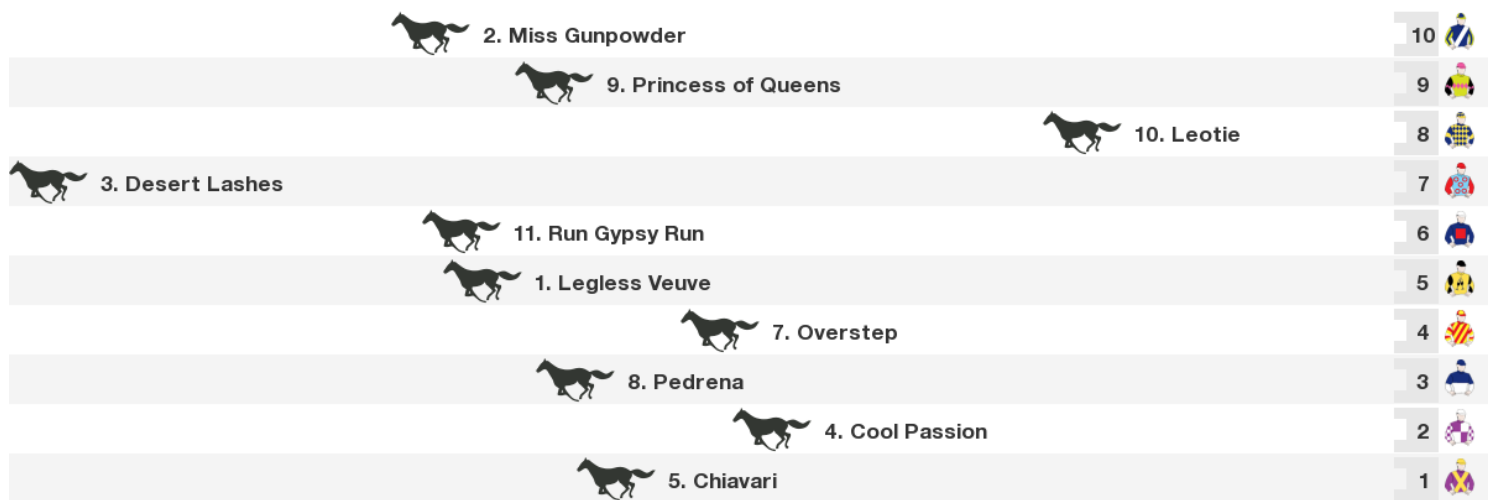 2. Miss Gunpowder 10
9. Princess of Queens 9
10. Leotie 8
3. Desert Lashes 7
11. Run Gypsy Run 6
1. Legless Veuve 5
7. Overstep 4
8. Pedrena 3
4. Cool Passion 2
5. Chiavari 1